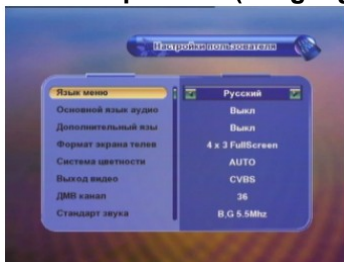 Настройки пользователя
Язык меню Русский
Основной язык аудио Выкл
Дополнительный язы Выкл
Формат экрана телев 4 x 3 FullScreen
Система цветности AUTO
Выход видео CVBS
ДМВ канал 36
Стандарт звука B,G 5.5Mhz